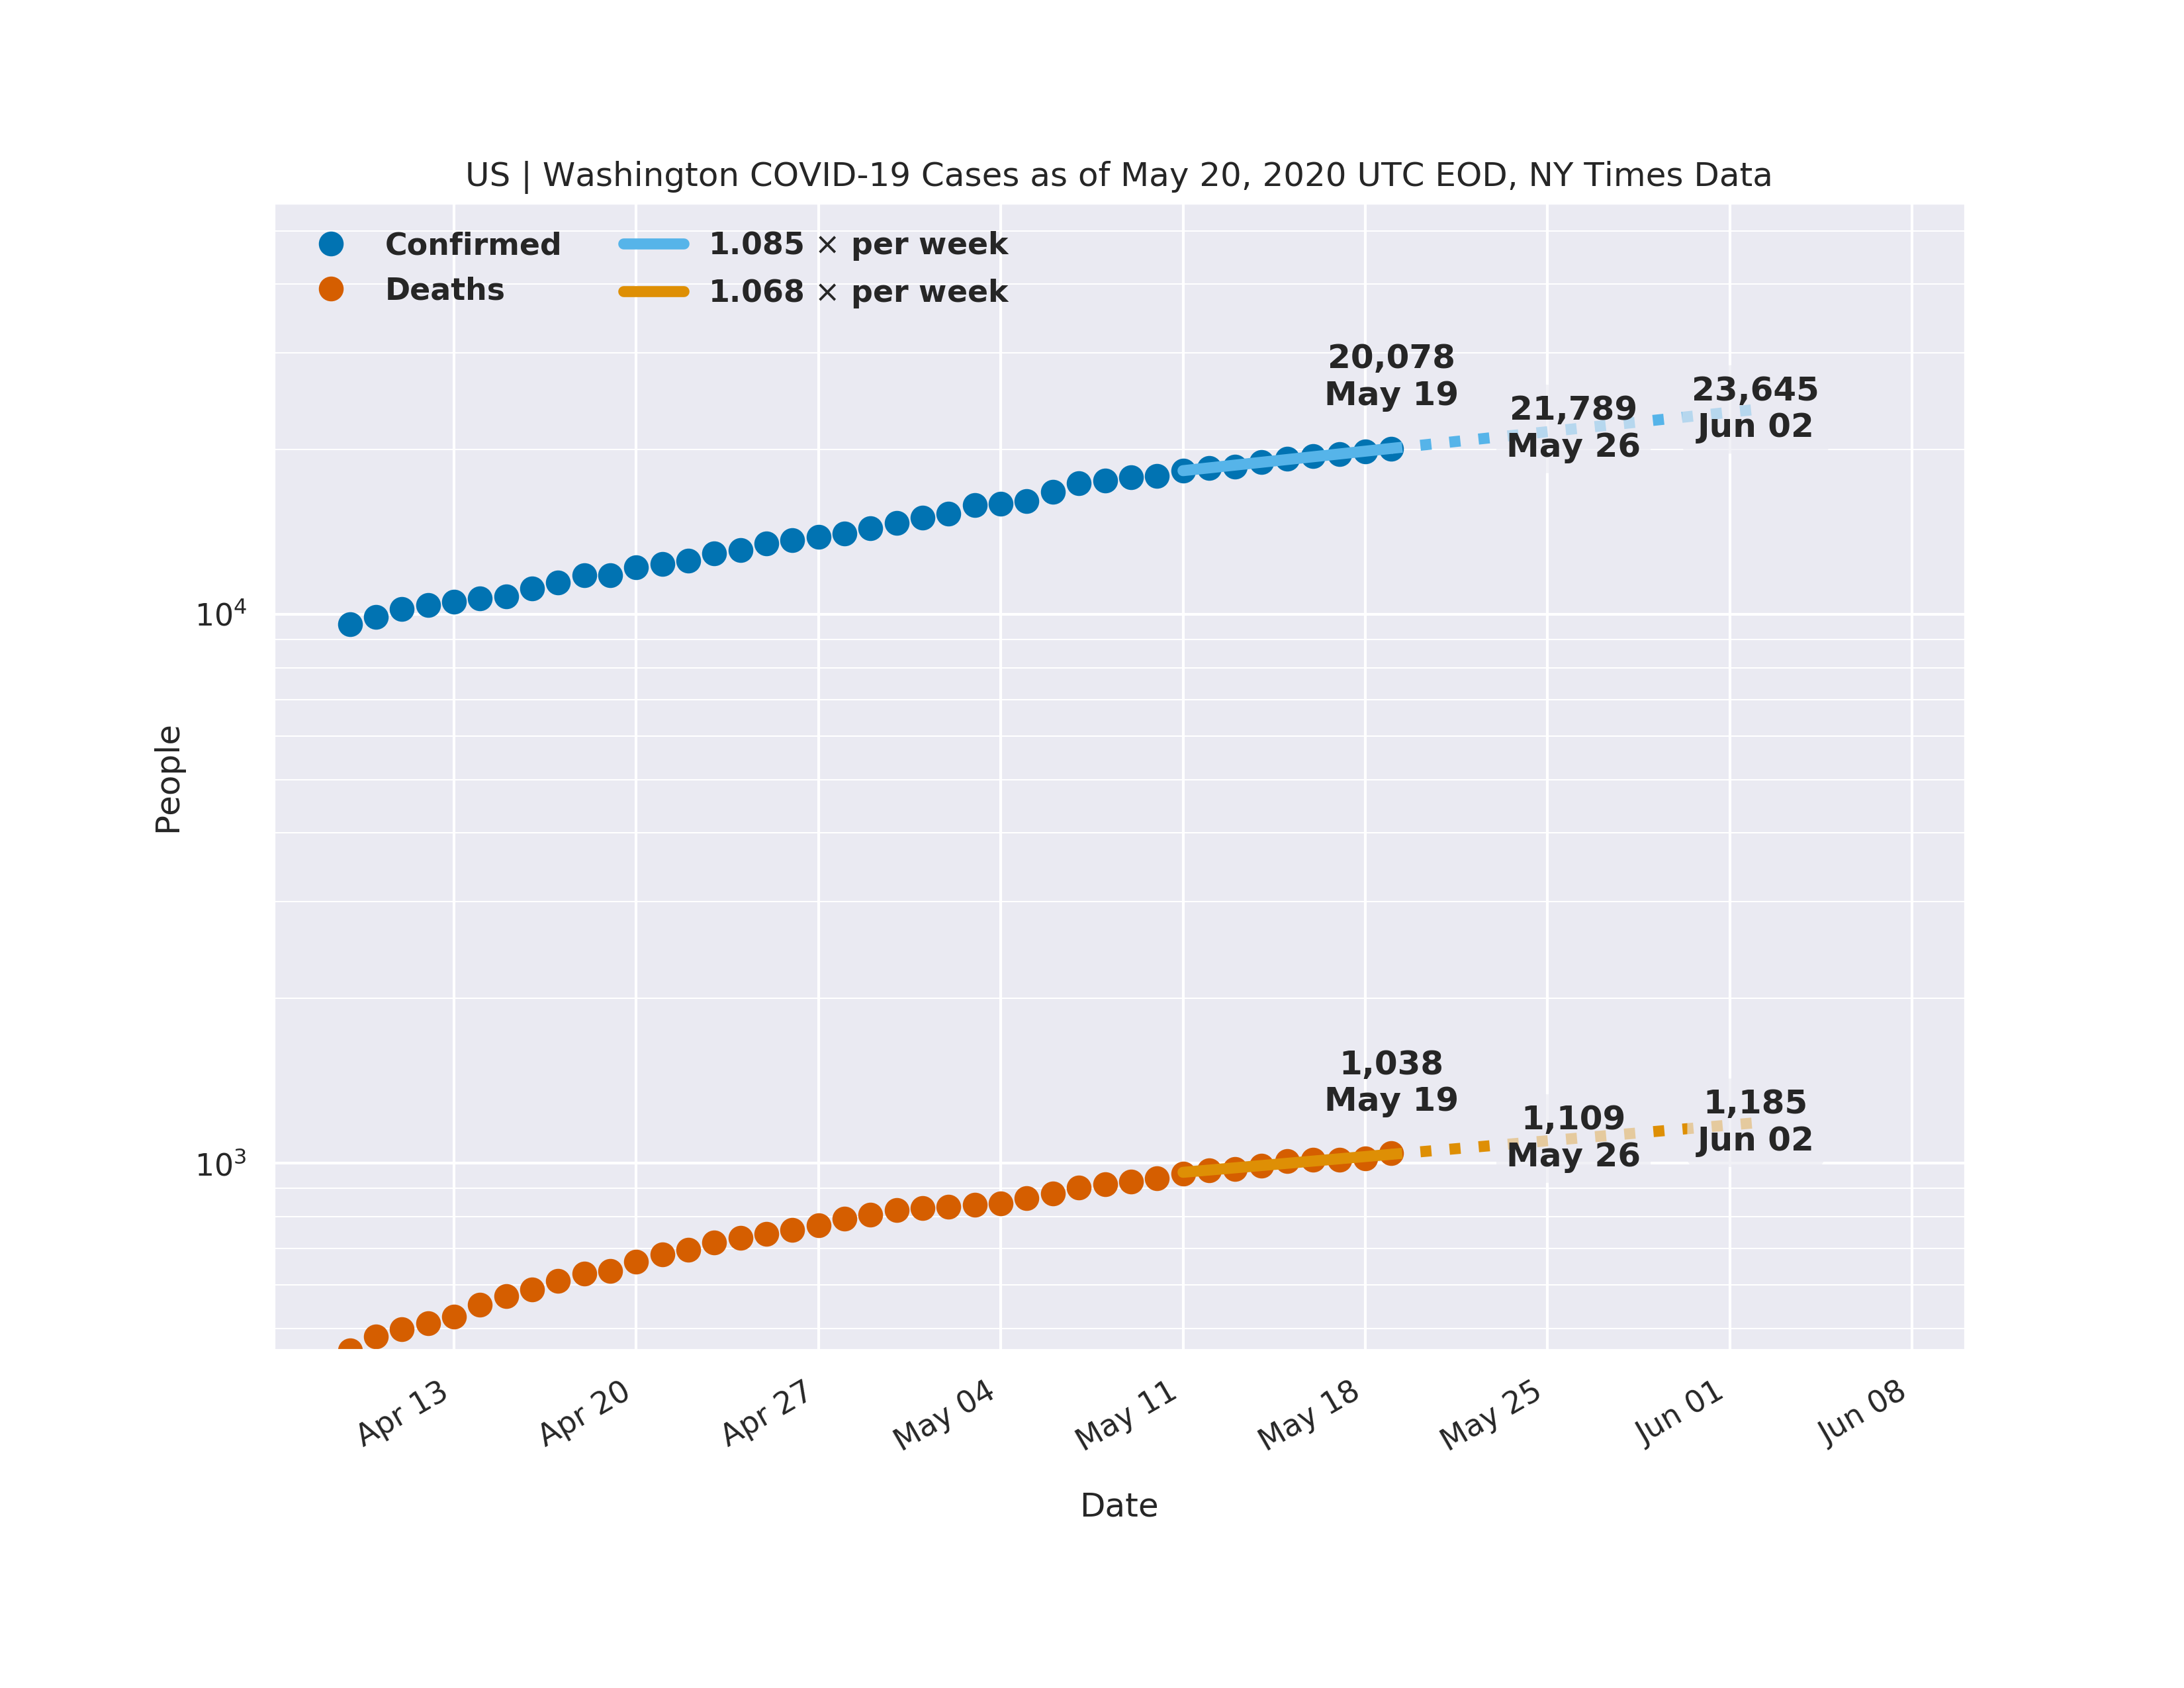 US | Washington COVID-19 Cases as of May 20, 2020 UTC EOD, NY Times Data
Confirmed
Deaths
1.085 × per week
1.068 × per week
20,078
May 19
21,789
May 26
23,645
Jun 02
10⁴
People
1,038
May 19
1,109
May 26
1,185
Jun 02
10³
Apr 13
Apr 20
Apr 27
May 04
May 11
May 18
May 25
Jun 01
Jun 08
Date